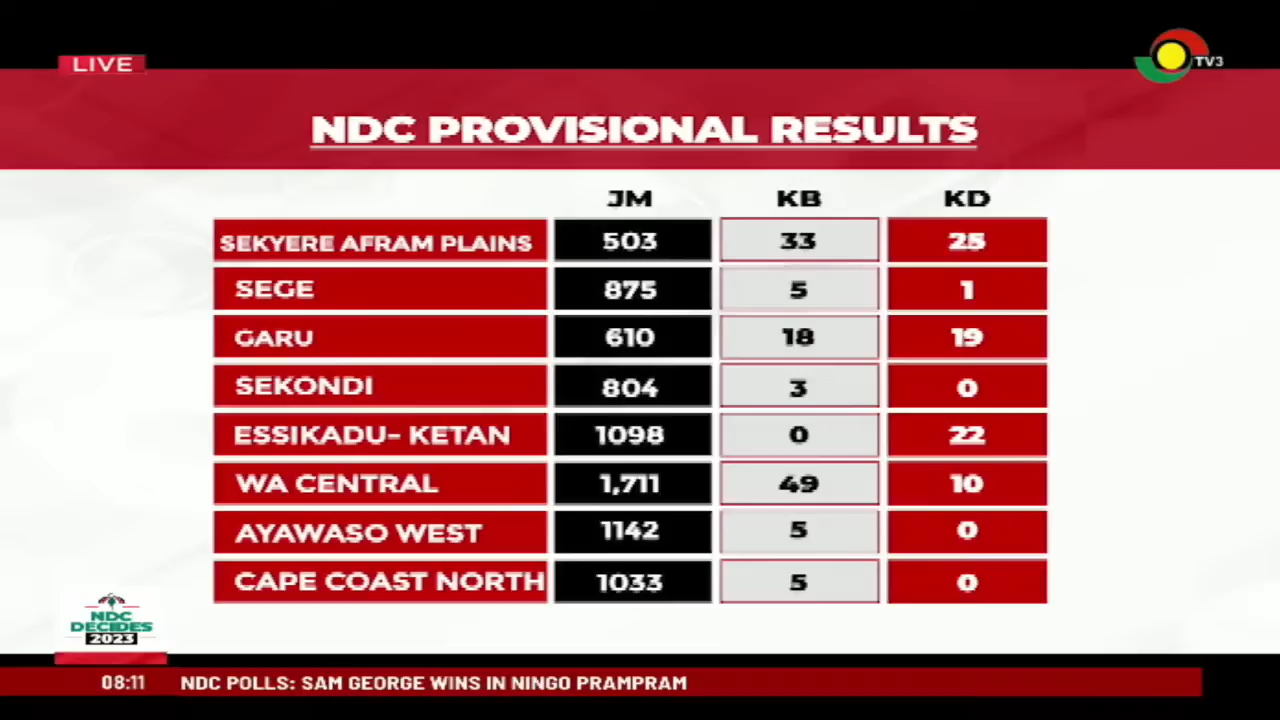 LIVE
TV3
NDC PROVISIONAL RESULTS
JM KB KD
SEKYERE AFRAM PLAINS 503 33 25
SEGE 875 5 1
GARU 610 18 19
SEKONDI 804 3 0
ESSIKADU- KETAN 1098 0 22
WA CENTRAL 1,711 49 10
AYAWASO WEST 1142 5 0
CAPE COAST NORTH 1033 5 0
NDC
DECIDES
2023
08:11 NDC POLLS: SAM GEORGE WINS IN NINGO PRAMPRAM